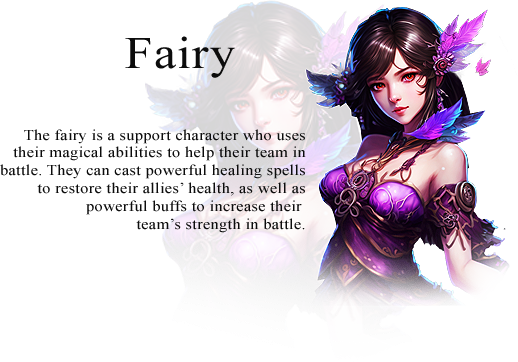 Fairy
The fairy is a support character who uses
their magical abilities to help their team in
battle. They can cast powerful healing spells
to restore their allies’ health, as well as
powerful buffs to increase their
team’s strength in battle.